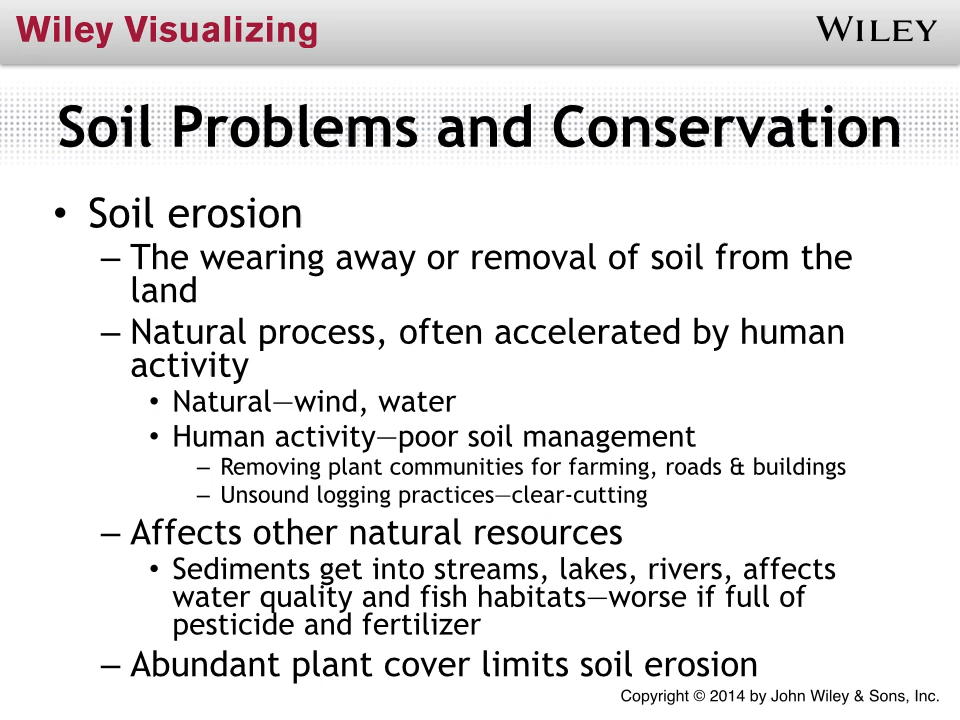 Wiley Visualizing
WILEY
Soil Problems and Conservation
• Soil erosion
– The wearing away or removal of soil from the
land
– Natural process, often accelerated by human
activity
• Natural—wind, water
• Human activity—poor soil management
– Removing plant communities for farming, roads & buildings
– Unsound logging practices—clear-cutting
– Affects other natural resources
• Sediments get into streams, lakes, rivers, affects
water quality and fish habitats—worse if full of
pesticide and fertilizer
– Abundant plant cover limits soil erosion
Copyright © 2014 by John Wiley & Sons, Inc.